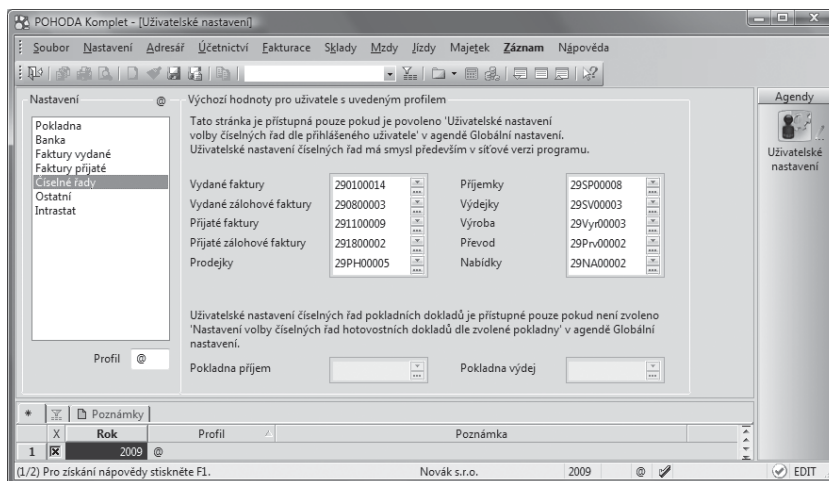 POHODA Komplet - [Uživatelské nastavení]
Soubor Nastavení Adresář Účetnictví Fakturace Sklady Mzdy Jízdy Majetek Záznam Nápověda
Nastavení @
Pokladna
Banka
Faktury vydané
Faktury přijaté
Číselné řady
Ostatní
Intrastat
Profil @
Výchozí hodnoty pro uživatele s uvedeným profilem
Tato stránka je přístupná pouze pokud je povoleno 'Uživatelské nastavení
volby číselných řad dle přihlášeného uživatele' v agendě Globální nastavení.
Uživatelské nastavení číselných řad má smysl především v síťové verzi programu.
Vydané faktury 290100014 Příjemky 29SP00008
Vydané zálohové faktury 290800003 Výdejky 29SV00003
Přijaté faktury 291100009 Výroba 29Vyr00003
Přijaté zálohové faktury 291800002 Převod 29Prv00002
Prodejky 29PH00005 Nabídky 29NA00002
Uživatelské nastavení číselných řad pokladních dokladů je přístupné pouze pokud není zvoleno
'Nastavení volby číselných řad hotovostních dokladů dle zvolené pokladny' v agendě Globální
nastavení.
Pokladna příjem Pokladna výdej
Agendy
Uživatelské
nastavení
* Poznámky
X Rok Profil Poznámka
1 2009 @
(1/2) Pro získání nápovědy stiskněte F1. Novák s.r.o. 2009 @ EDIT